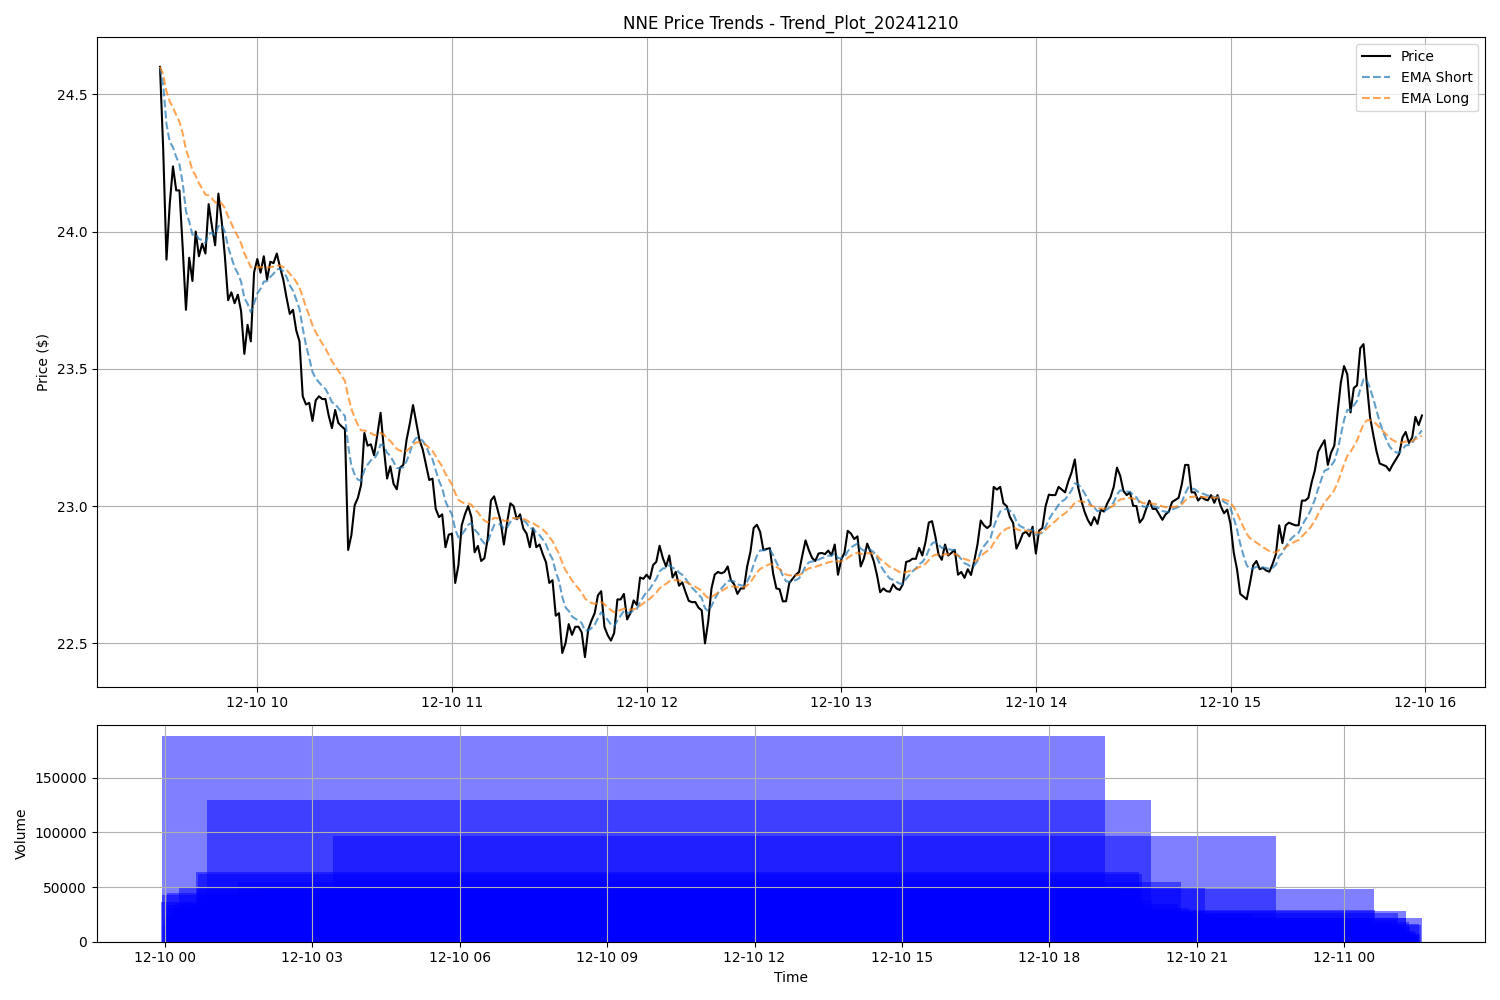 NNE Price Trends - Trend_Plot_20241210
Price
EMA Short
EMA Long
Price ($)
24.5
24.0
23.5
23.0
22.5
12-10 10 12-10 11 12-10 12 12-10 13 12-10 14 12-10 15 12-10 16
Volume
150000
100000
50000
0
12-10 00 12-10 03 12-10 06 12-10 09 12-10 12 12-10 15 12-10 18 12-10 21 12-11 00
Time